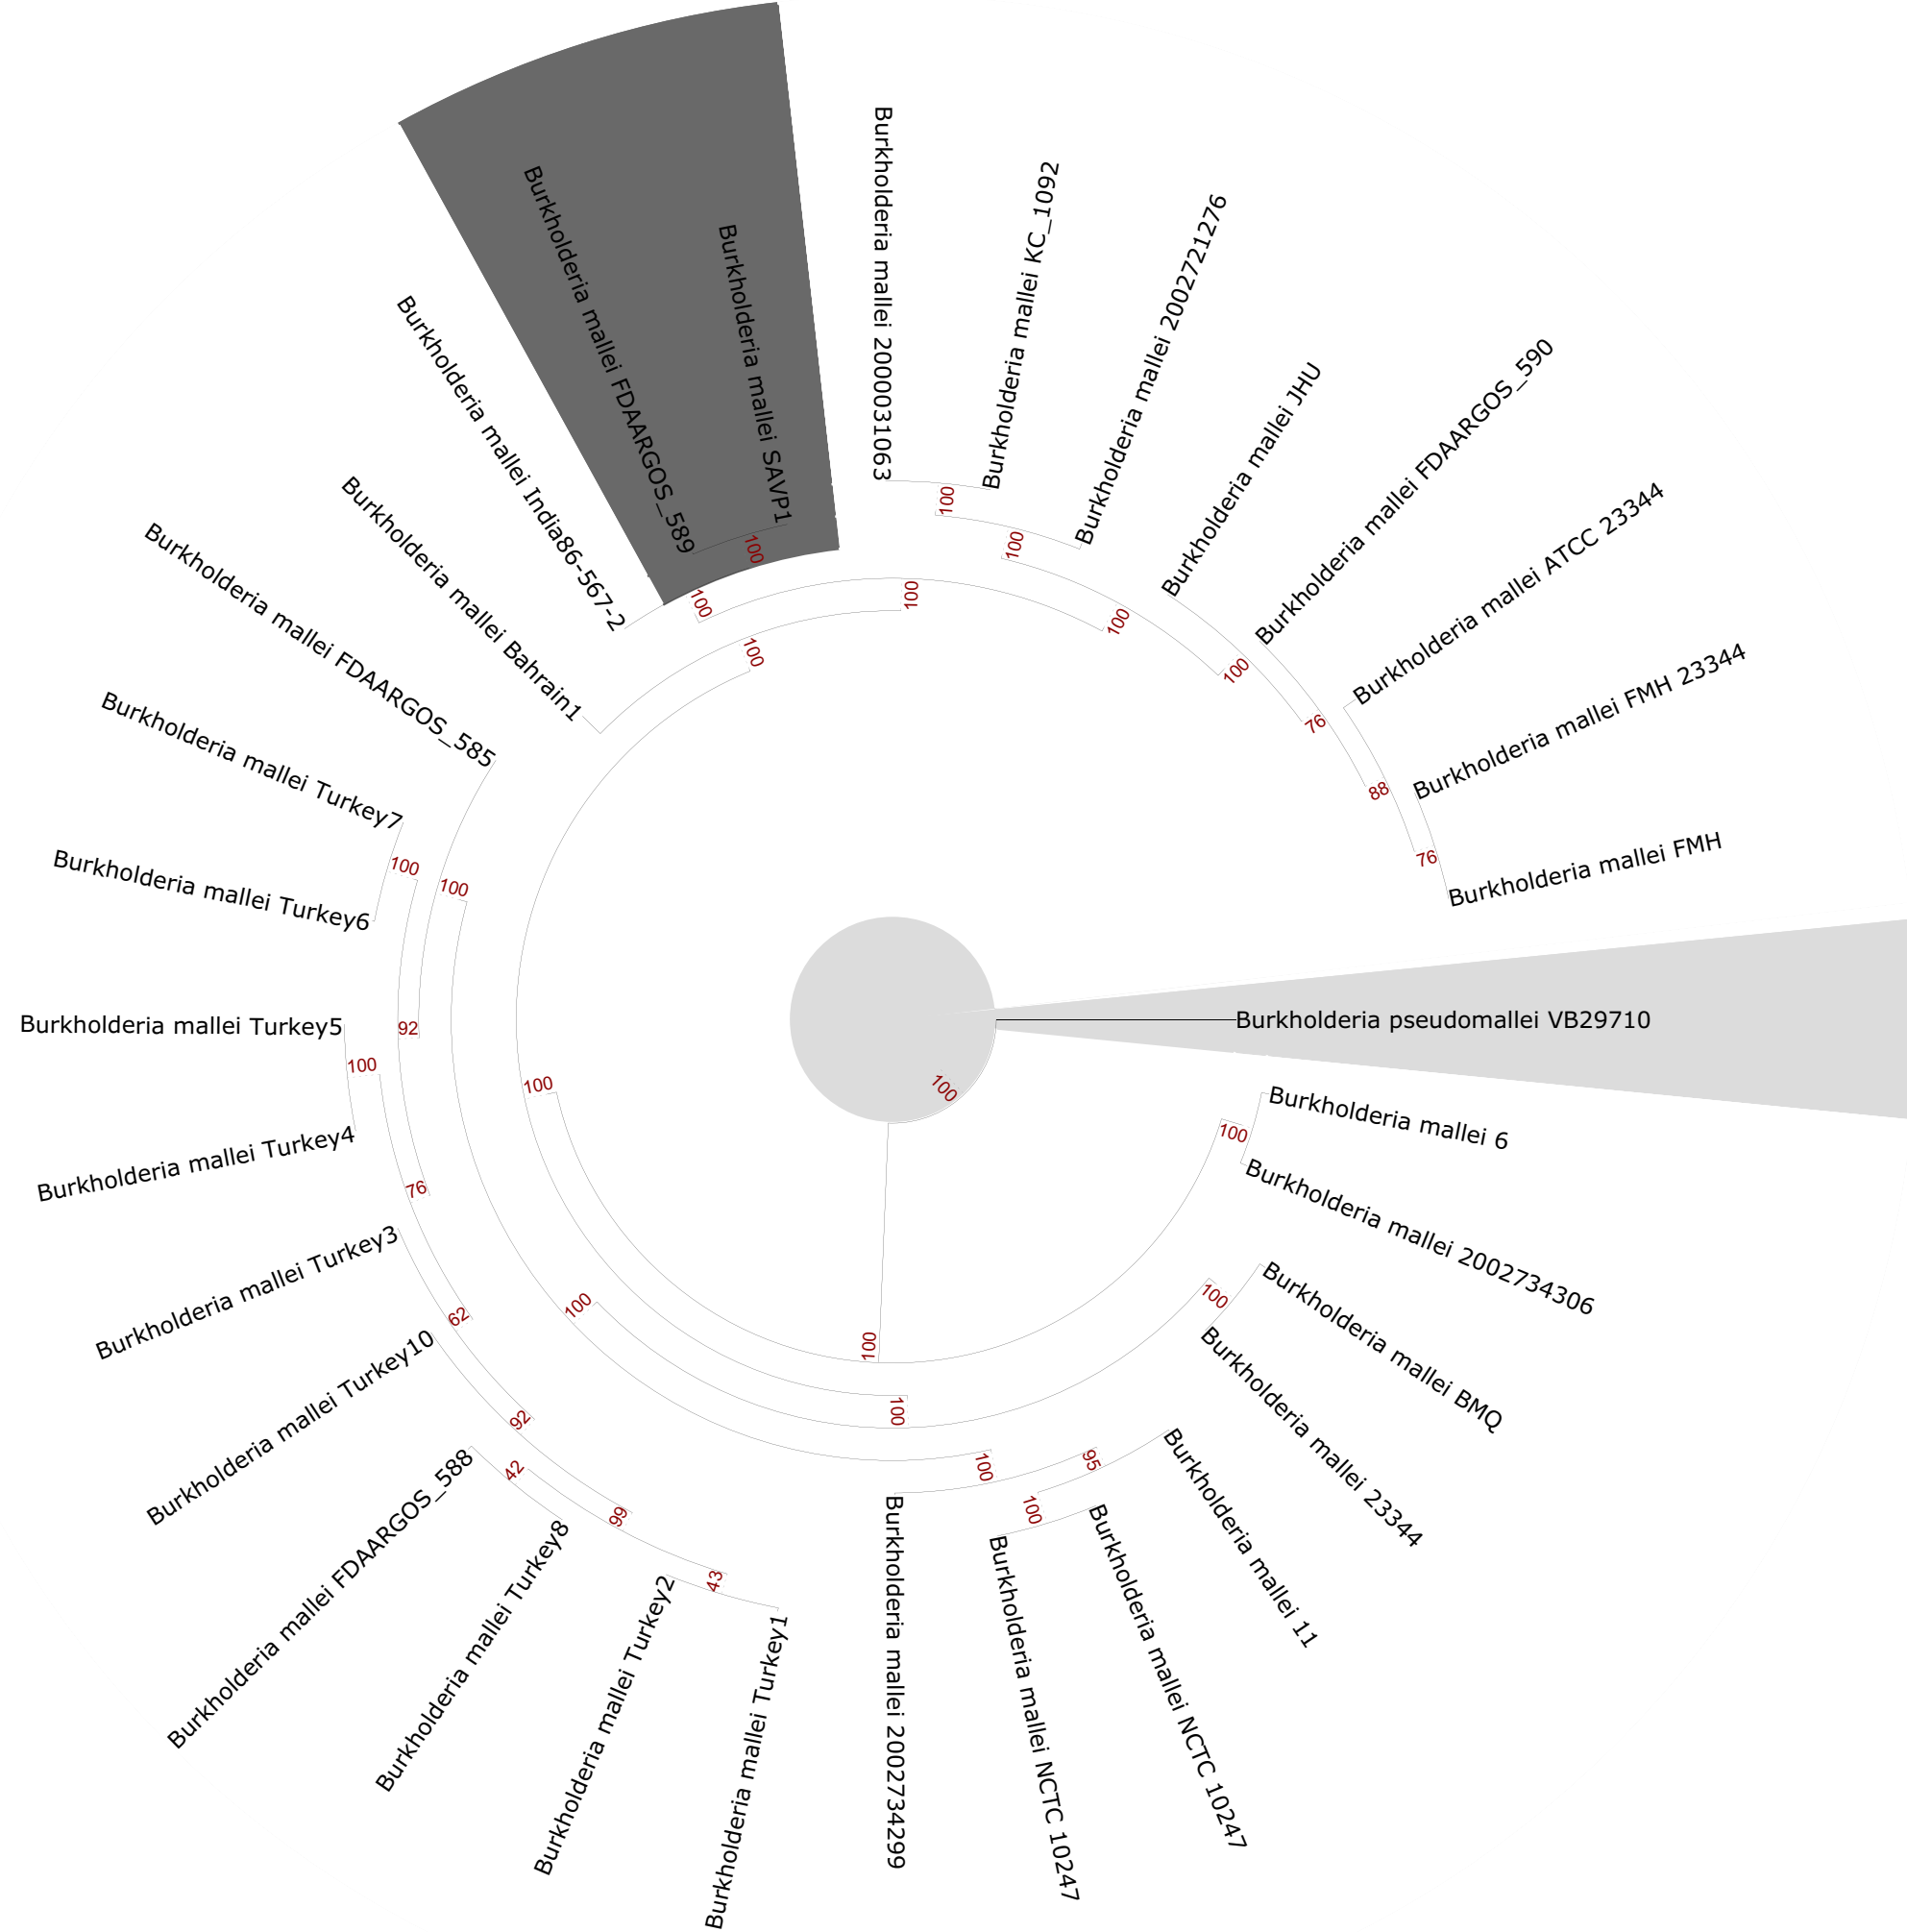 Burkholderia mallei 2000031063
Burkholderia mallei KC_1092
Burkholderia mallei 2002721276
Burkholderia mallei JHU
Burkholderia mallei FDAARGOS_590
Burkholderia mallei ATCC 23344
Burkholderia mallei FMH 23344
Burkholderia mallei FMH
Burkholderia pseudomallei VB29710
Burkholderia mallei 6
Burkholderia mallei 2002734306
Burkholderia mallei BMQ
Burkholderia mallei 23344
Burkholderia mallei 11
Burkholderia mallei NCTC 10247
Burkholderia mallei NCTC 10247
Burkholderia mallei 2002734299
Burkholderia mallei Turkey1
Burkholderia mallei Turkey2
Burkholderia mallei Turkey8
Burkholderia mallei FDAARGOS_588
Burkholderia mallei Turkey10
Burkholderia mallei Turkey3
Burkholderia mallei Turkey4
Burkholderia mallei Turkey5
Burkholderia mallei Turkey6
Burkholderia mallei Turkey7
Burkholderia mallei FDAARGOS_585
Burkholderia mallei Bahrain1
Burkholderia mallei India86-567-2
Burkholderia mallei FDAARGOS_589
Burkholderia mallei SAVP1
100
100
100
100
100
100
100
100
76
88
76
100
100
100
92
100
76
62
92
42
99
43
100
100
100
100
100
95
100
100
100
100